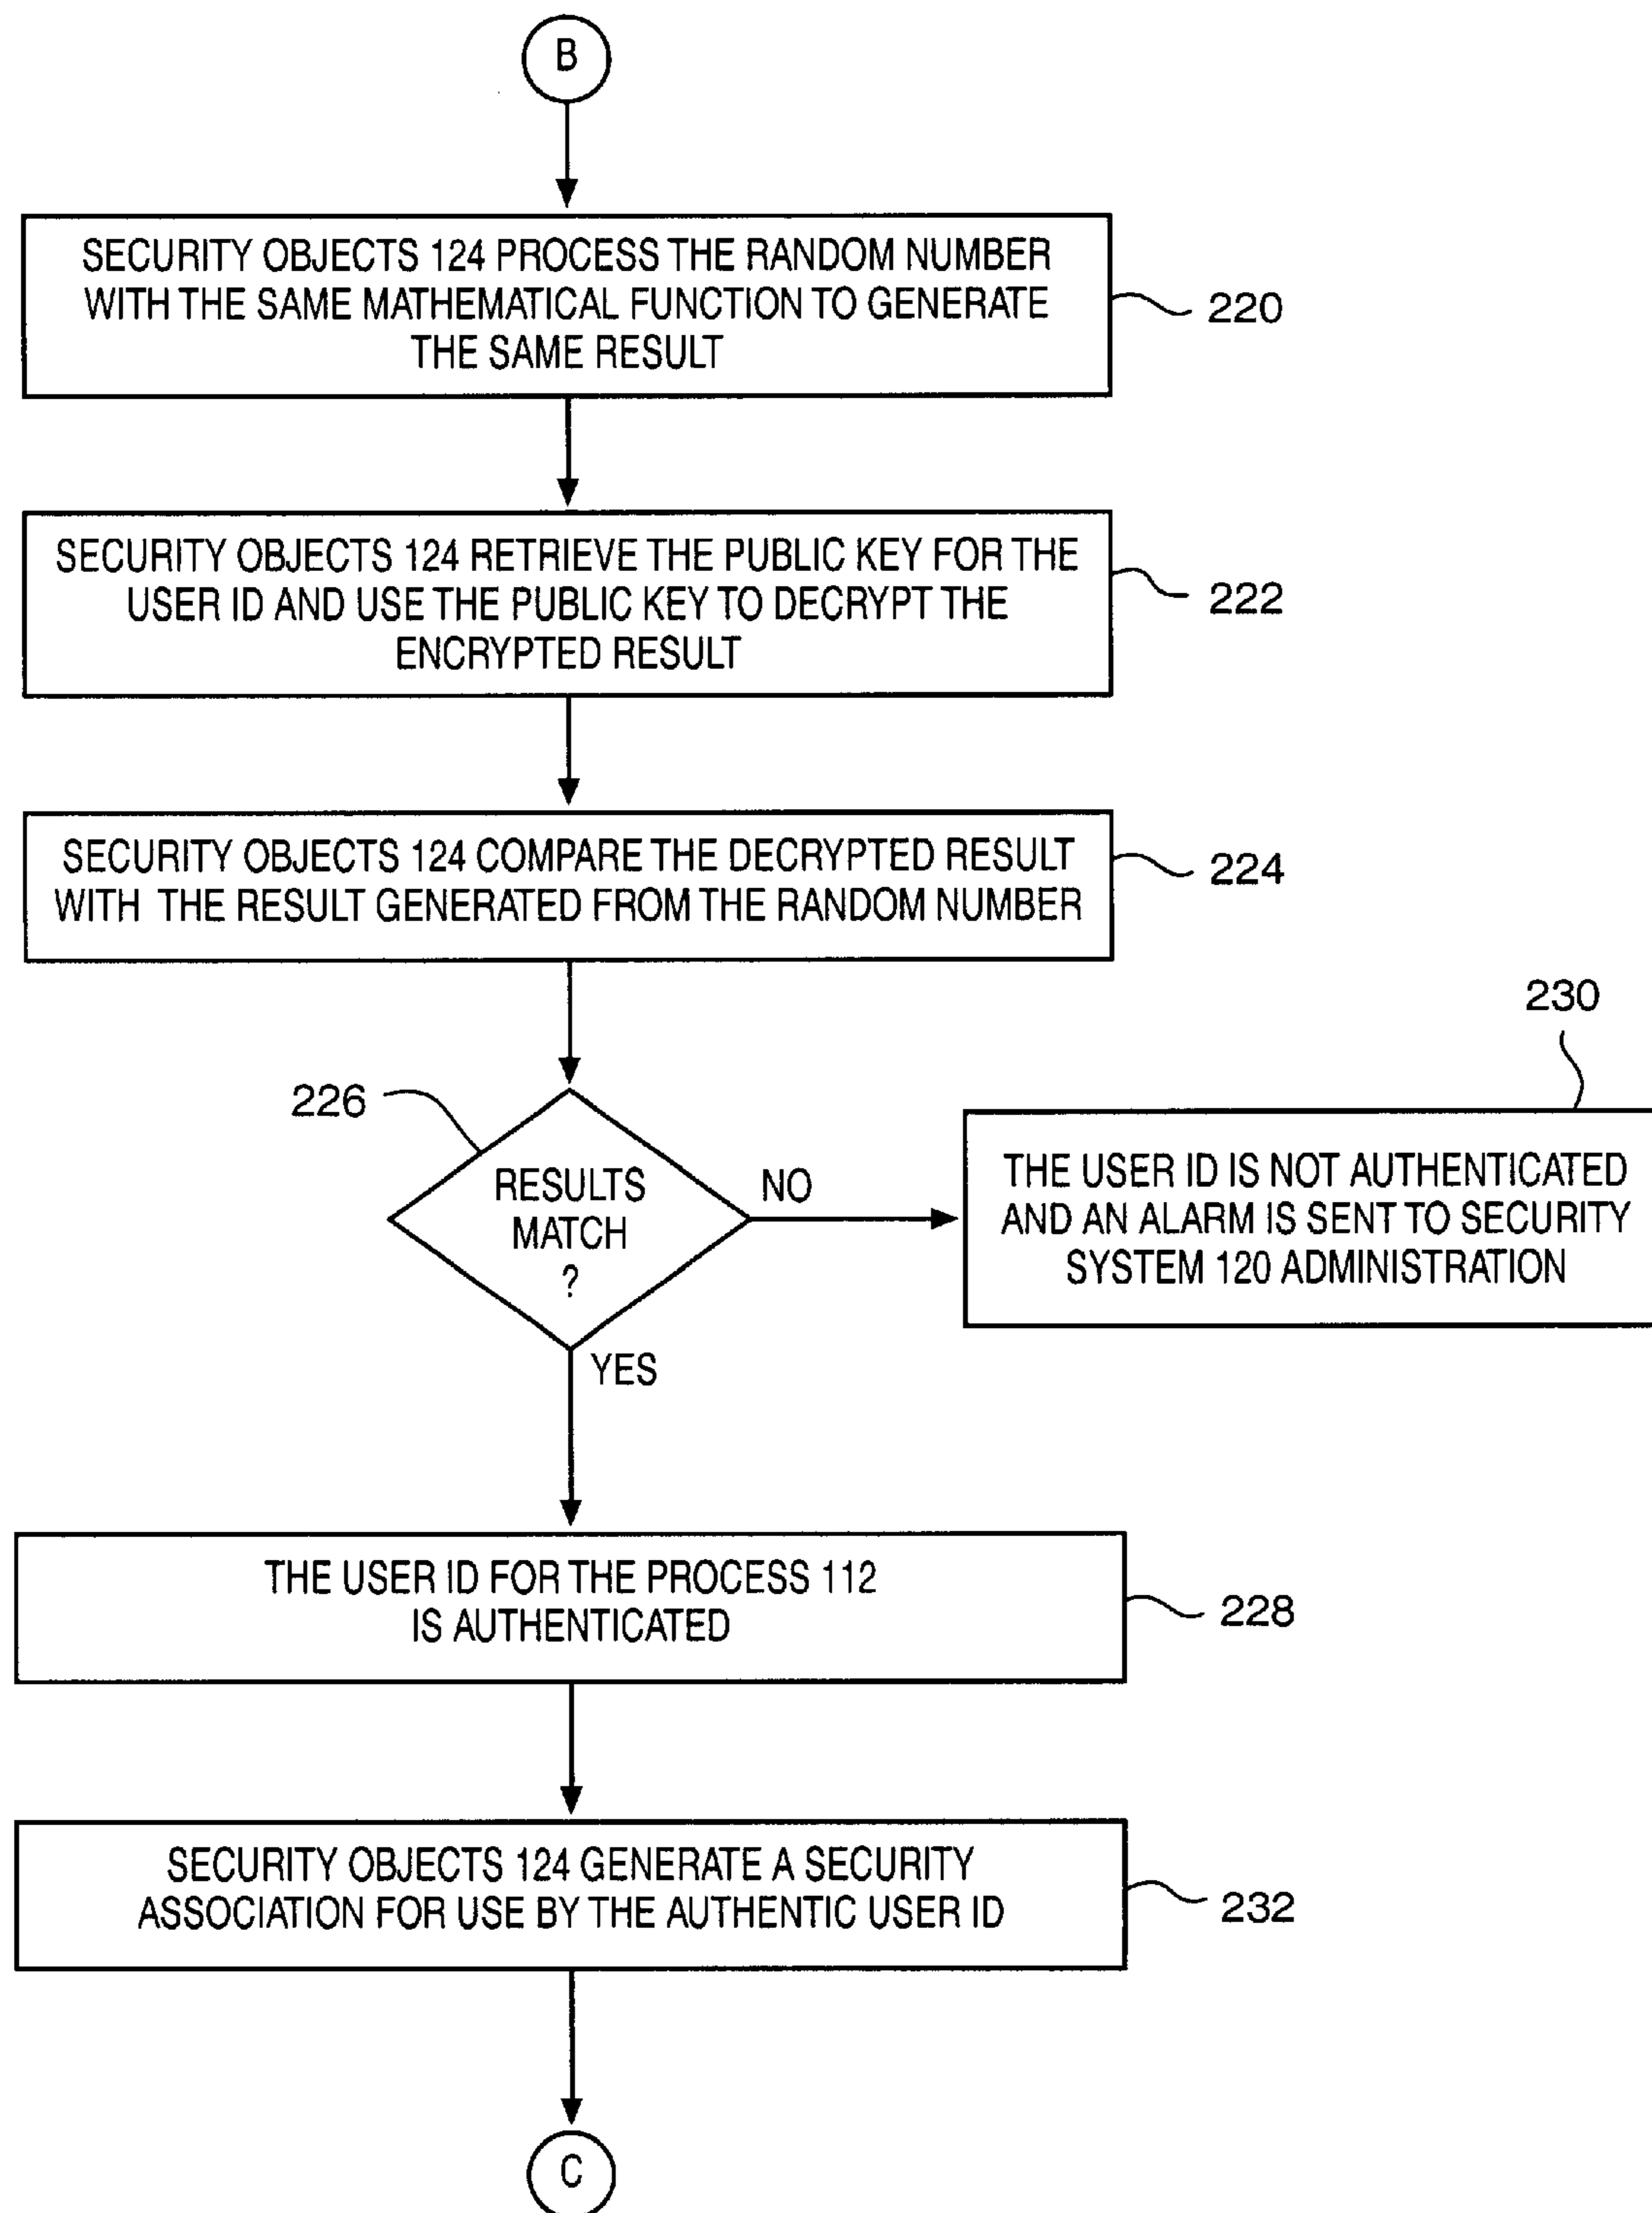 B
SECURITY OBJECTS 124 PROCESS THE RANDOM NUMBER
WITH THE SAME MATHEMATICAL FUNCTION TO GENERATE
THE SAME RESULT
220
SECURITY OBJECTS 124 RETRIEVE THE PUBLIC KEY FOR THE
USER ID AND USE THE PUBLIC KEY TO DECRYPT THE
ENCRYPTED RESULT
222
SECURITY OBJECTS 124 COMPARE THE DECRYPTED RESULT
WITH THE RESULT GENERATED FROM THE RANDOM NUMBER
224
226
RESULTS
MATCH
?
NO
YES
230
THE USER ID IS NOT AUTHENTICATED
AND AN ALARM IS SENT TO SECURITY
SYSTEM 120 ADMINISTRATION
THE USER ID FOR THE PROCESS 112
IS AUTHENTICATED
228
SECURITY OBJECTS 124 GENERATE A SECURITY
ASSOCIATION FOR USE BY THE AUTHENTIC USER ID
232
C